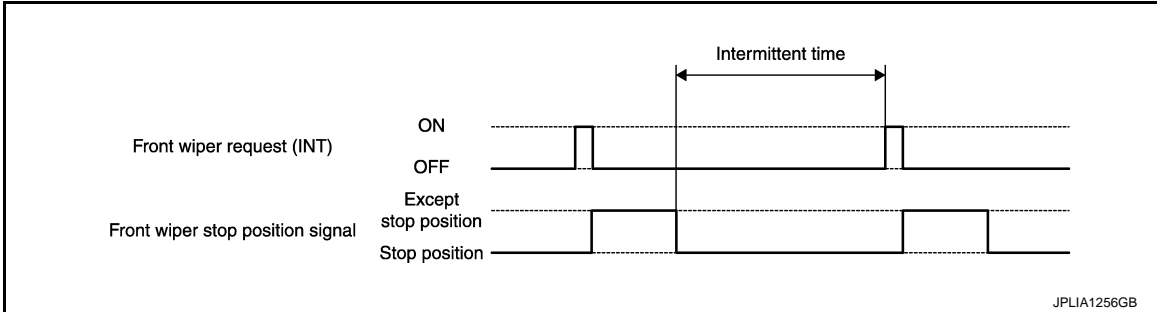 Intermittent time
Front wiper request (INT)
ON
OFF
Front wiper stop position signal
Except
stop position
Stop position
JPLIA1256GB